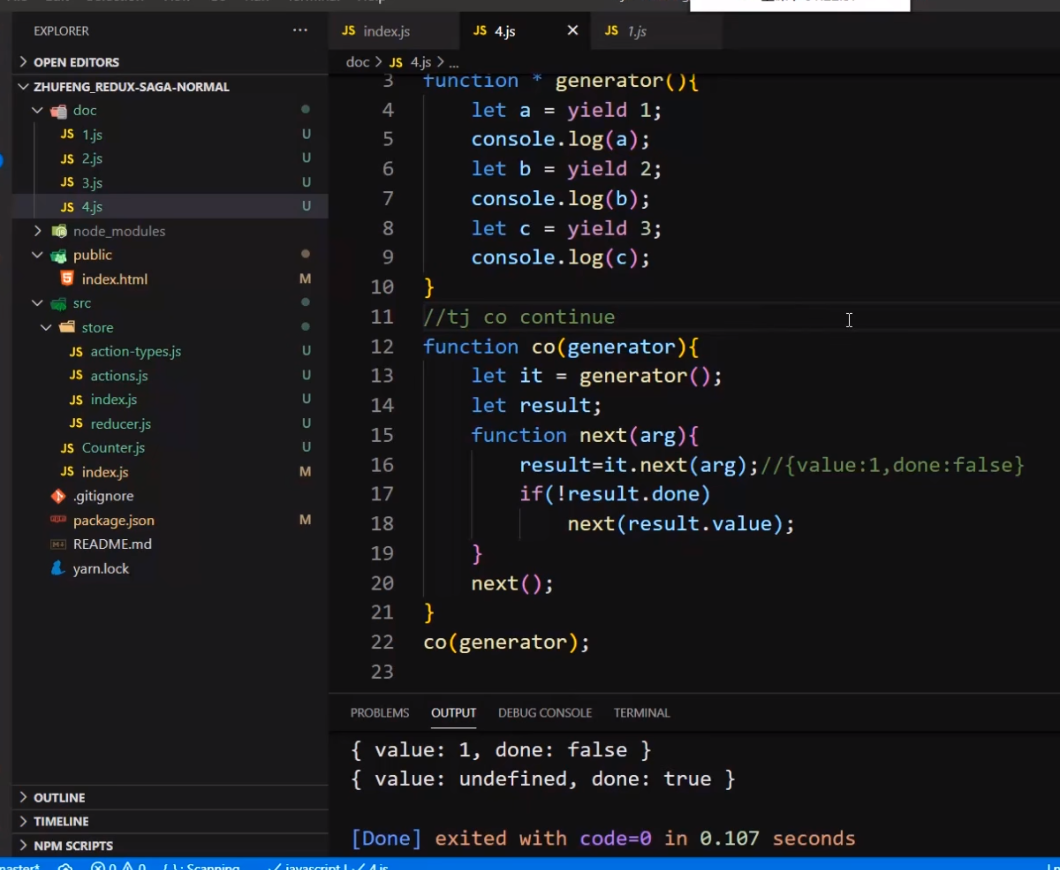 EXPLORER
OPEN EDITORS
ZHUFENG_REDUX-SAGA-NORMAL
doc
JS 1.js U
JS 2.js U
JS 3.js U
JS 4.js U
node_modules
public
index.html M
src
store
JS action-types.js U
JS actions.js U
JS index.js U
JS reducer.js U
JS Counter.js U
JS index.js M
.gitignore
package.json M
README.md
yarn.lock
OUTLINE
TIMELINE
NPM SCRIPTS
JS index.js JS 4.js JS 1.js
doc > JS 4.js > ...
3 function * generator(){
4 let a = yield 1;
5 console.log(a);
6 let b = yield 2;
7 console.log(b);
8 let c = yield 3;
9 console.log(c);
10 }
11 //tj co continue
12 function co(generator){
13 let it = generator();
14 let result;
15 function next(arg){
16 result=it.next(arg);//{value:1,done:false}
17 if(!result.done)
18 next(result.value);
19 }
20 next();
21 }
22 co(generator);
23
PROBLEMS OUTPUT DEBUG CONSOLE TERMINAL
{ value: 1, done: false }
{ value: undefined, done: true }
[Done] exited with code=0 in 0.107 seconds